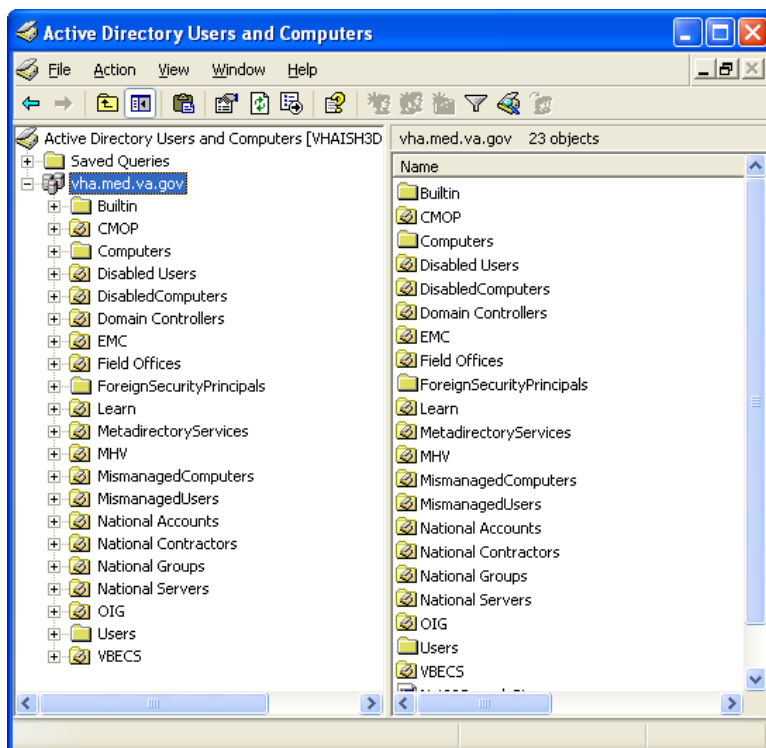 Active Directory Users and Computers
File Action View Window Help
Active Directory Users and Computers [VHAISH3D
Saved Queries
vha.med.va.gov
Builtin
CMOP
Computers
Disabled Users
DisabledComputers
Domain Controllers
EMC
Field Offices
ForeignSecurityPrincipals
Learn
MetadirectoryServices
MHV
MismanagedComputers
MismanagedUsers
National Accounts
National Contractors
National Groups
National Servers
OIG
Users
VBECS
vha.med.va.gov 23 objects
Name
Builtin
CMOP
Computers
Disabled Users
DisabledComputers
Domain Controllers
EMC
Field Offices
ForeignSecurityPrincipals
Learn
MetadirectoryServices
MHV
MismanagedComputers
MismanagedUsers
National Accounts
National Contractors
National Groups
National Servers
OIG
Users
VBECS